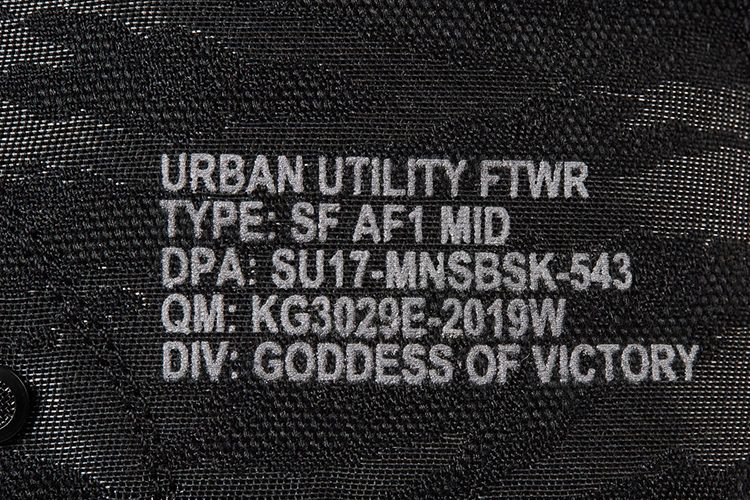 URBAN UTILITY FTWR
TYPE: SF AF1 MID
DPA: SU17-MNSBSK-543
QM: KG3029E-2019W
DIV: GODDESS OF VICTORY